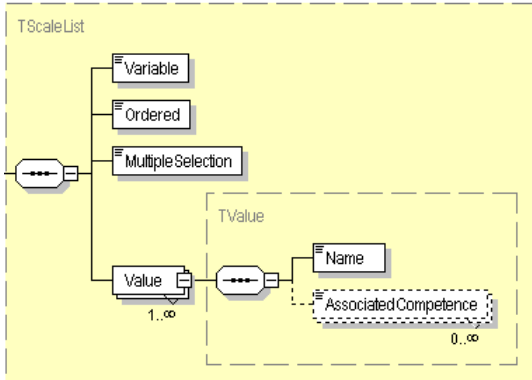 TScaleList
Variable
Ordered
MultipleSelection
TValue
Value
1..∞
Name
AssociatedCompetence
0..∞